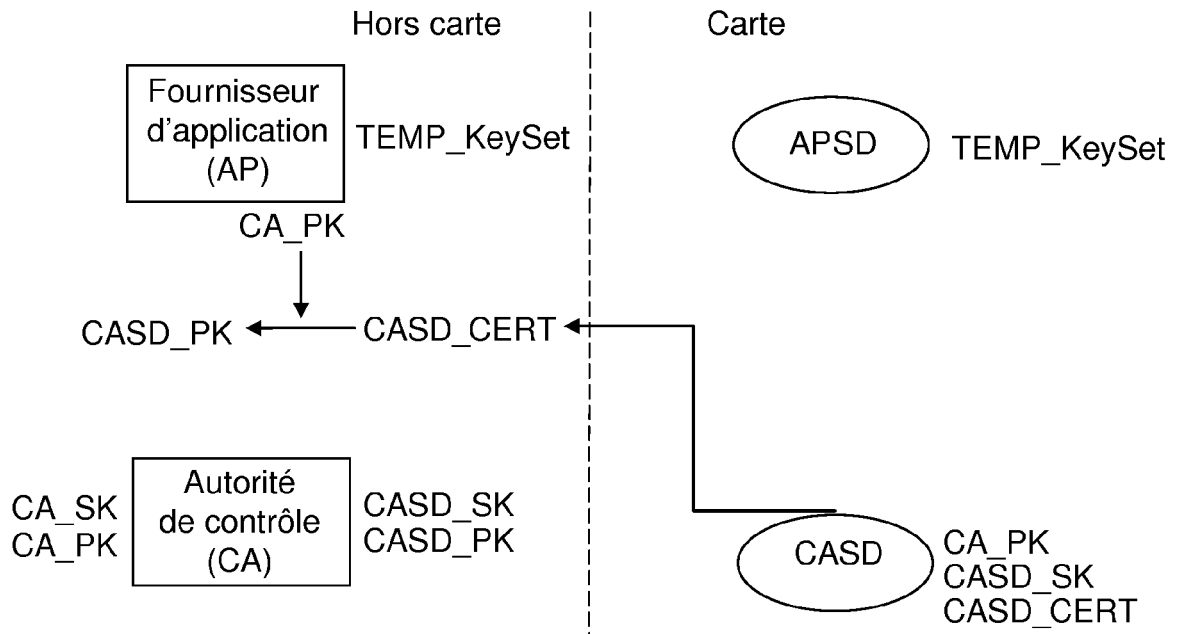 Hors carte
Carte
Fournisseur
d'application
(AP)
TEMP_KeySet
APSD
TEMP_KeySet
CA_PK
CASD_PK
CASD_CERT
CA_SK
CA_PK
Autorité
de contrôle
(CA)
CASD_SK
CASD_PK
CASD
CA_PK
CASD_SK
CASD_CERT